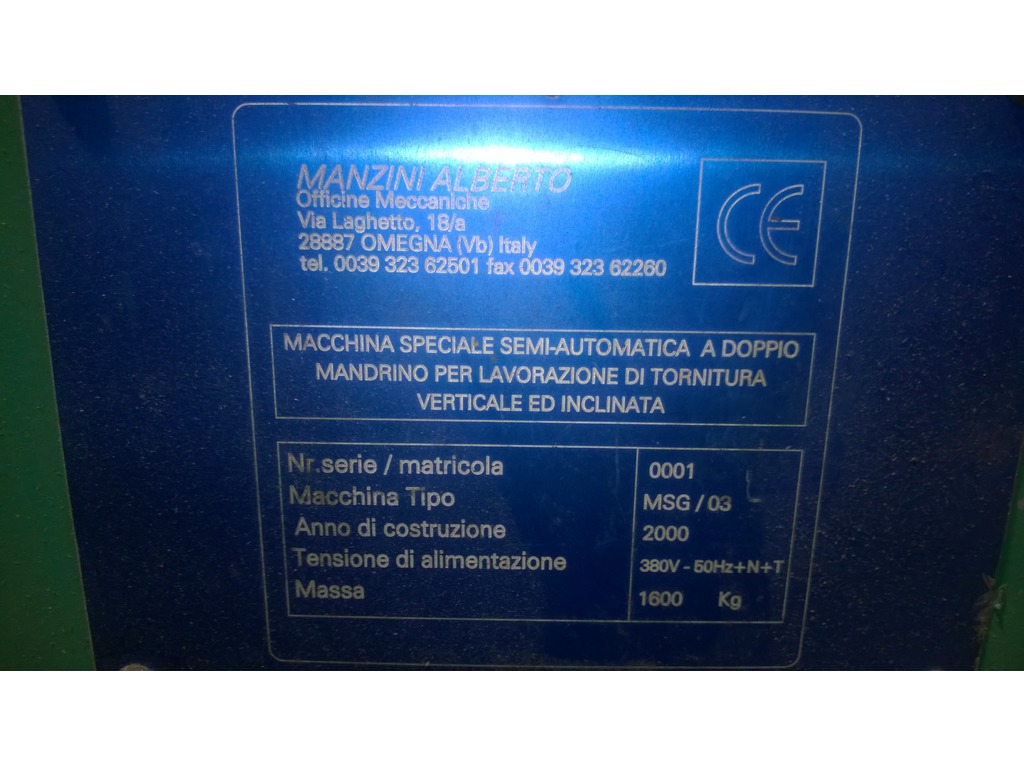 MANZINI ALBERTO
Officine Meccaniche
Via Laghetto, 18/a
28887 OMEGNA (Vb) Italy
tel. 0039 323 62501 fax 0039 323 62260
CE
MACCHINA SPECIALE SEMI-AUTOMATICA A DOPPIO
MANDRINO PER LAVORAZIONE DI TORNITURA
VERTICALE ED INCLINATA
Nr.serie / matricola 0001
Macchina Tipo MSG / 03
Anno di costruzione 2000
Tensione di alimentazione 380V - 50Hz+N+T
Massa 1600 Kg